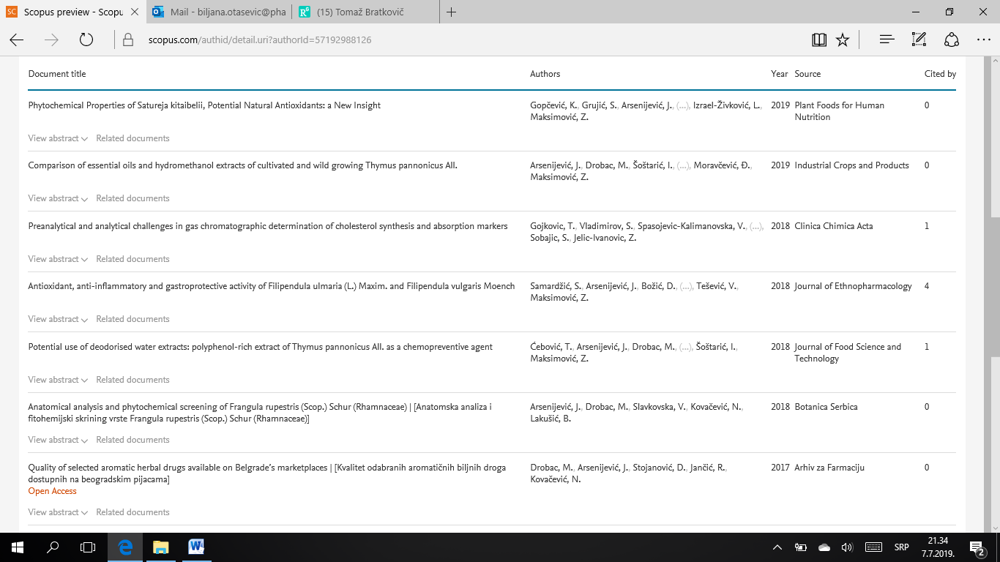 SC Scopus preview - Scopu
Mail - biljana.otasevic@pha
(15) Tomaž Bratkovič
scopus.com/authid/detail.uri?authorId=57192988126
Document title Authors Year Source Cited by
Phytochemical Properties of Satureja kitaibelii, Potential Natural Antioxidants: a New Insight Gopčević, K., Grujić, S., Arsenijević, J., (...), Izrael-Živković, L., 2019 Plant Foods for Human 0
Maksimović, Z. Nutrition
View abstract Related documents
Comparison of essential oils and hydromethanol extracts of cultivated and wild growing Thymus pannonicus All. Arsenijević, J., Drobac, M., Šoštarić, I., (...), Moravčević, Đ., 2019 Industrial Crops and Products 0
Maksimović, Z.
View abstract Related documents
Preanalytical and analytical challenges in gas chromatographic determination of cholesterol synthesis and absorption markers Gojkovic, T., Vladimirov, S., Spasojevic-Kalimanovska, V., (...), 2018 Clinica Chimica Acta 1
Sobajic, S., Jelic-Ivanovic, Z.
View abstract Related documents
Antioxidant, anti-inflammatory and gastroprotective activity of Filipendula ulmaria (L.) Maxim. and Filipendula vulgaris Moench Samardžić, S., Arsenijević, J., Božić, D., (...), Tešević, V., 2018 Journal of Ethnopharmacology 4
Maksimović, Z.
View abstract Related documents
Potential use of deodorised water extracts: polyphenol-rich extract of Thymus pannonicus All. as a chemopreventive agent Ćebović, T., Arsenijević, J., Drobac, M., (...), Šoštarić, I., 2018 Journal of Food Science and 1
Maksimović, Z. Technology
View abstract Related documents
Anatomical analysis and phytochemical screening of Frangula rupestris (Scop.) Schur (Rhamnaceae) | [Anatomska analiza i Arsenijević, J., Drobac, M., Slavkovska, V., Kovačević, N., 2018 Botanica Serbica 0
fitohemijski skrining vrste Frangula rupestris (Scop.) Schur (Rhamnaceae)] Lakušić, B.
View abstract Related documents
Quality of selected aromatic herbal drugs available on Belgrade's marketplaces | [Kvalitet odabranih aromatičnih biljnih droga Drobac, M., Arsenijević, J., Stojanović, D., Jančić, R., 2017 Arhiv za Farmaciju 0
dostupnih na beogradskim pijacama] Kovačević, N.
Open Access
View abstract Related documents
SRP
21.34
7.7.2019.
2